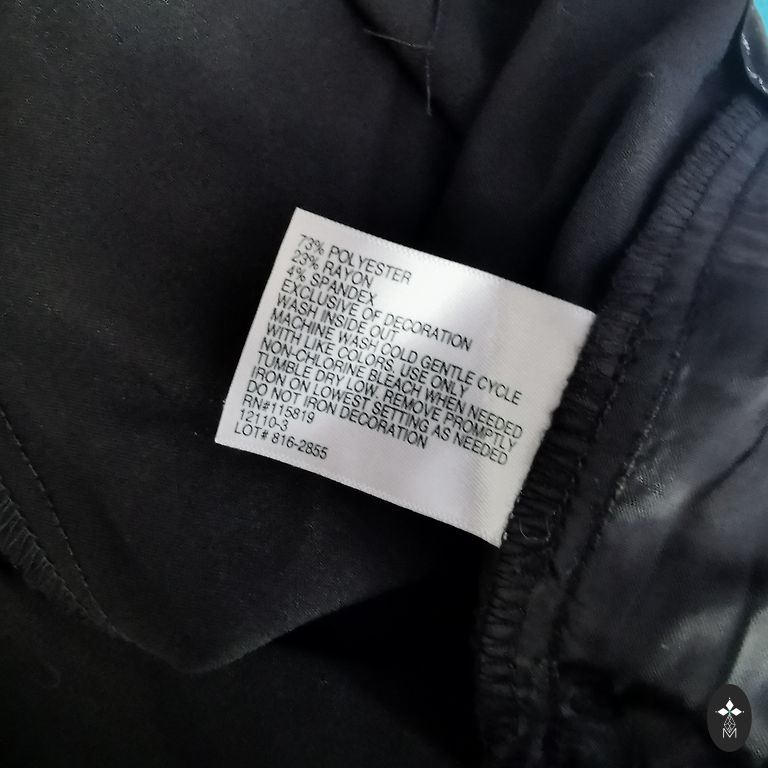 73% POLYESTER
23% RAYON
4% SPANDEX
EXCLUSIVE OF DECORATION
WASH INSIDE OUT
MACHINE WASH COLD GENTLE CYCLE
WITH LIKE COLORS. USE ONLY
NON-CHLORINE BLEACH WHEN NEEDED
TUMBLE DRY LOW. REMOVE PROMPTLY
IRON ON LOWEST SETTING AS NEEDED
DO NOT IRON DECORATION
RN#115819
12110-3
LOT# 816-2855
M